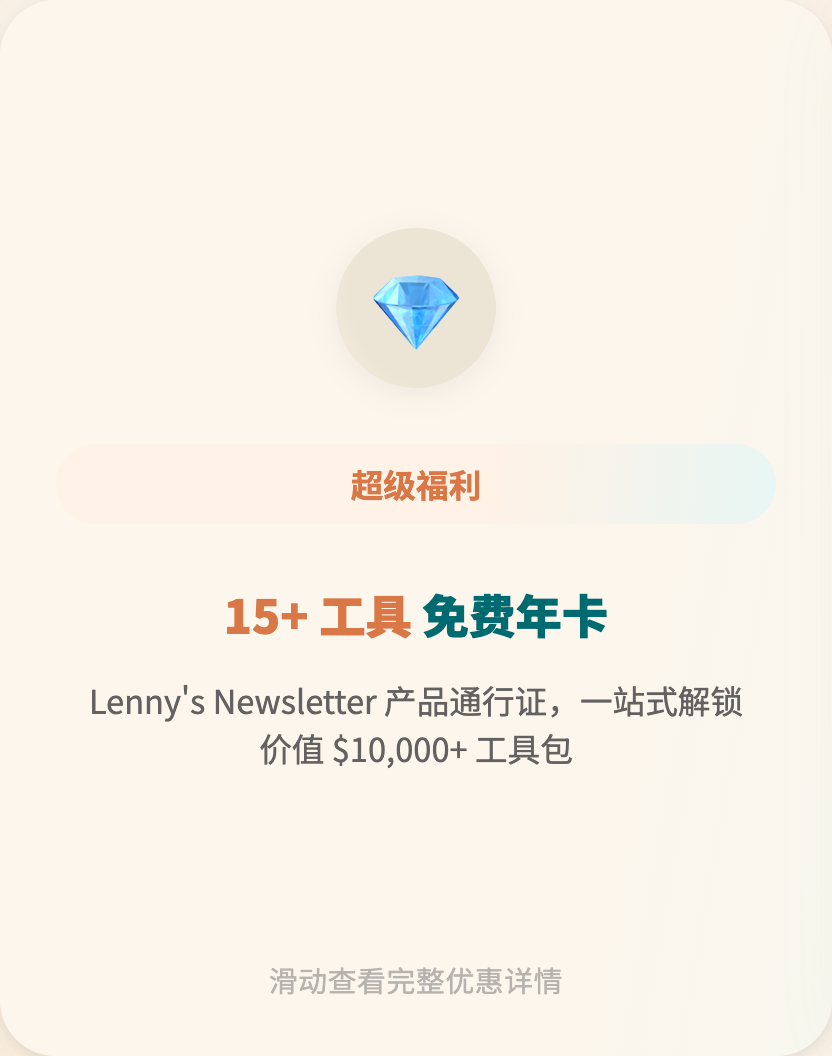 超级福利
15+ 工具 免费年卡
Lenny's Newsletter 产品通行证，一站式解锁
价值 $10,000+ 工具包
滑动查看完整优惠详情